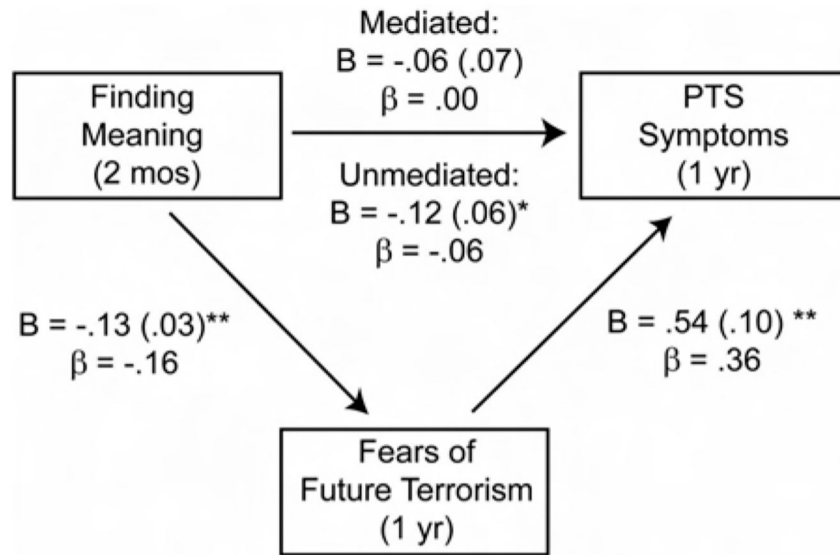 Mediated:
B = -.06 (.07)
β = .00
Finding
Meaning
(2 mos)
PTS
Symptoms
(1 yr)
Unmediated:
B = -.12 (.06)*
β = -.06
B = -.13 (.03)**
β = -.16
B = .54 (.10) **
β = .36
Fears of
Future Terrorism
(1 yr)